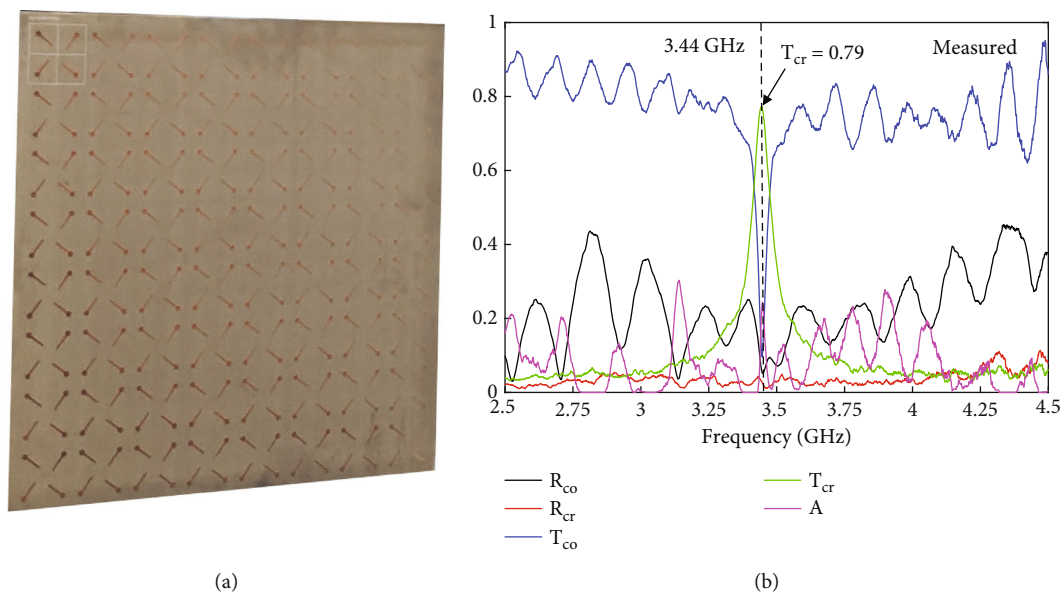 1
0.8
0.6
0.4
0.2
0
3.44 GHz
T_cr = 0.79
Measured
2.5 2.75 3 3.25 3.5 3.75 4 4.25 4.5
Frequency (GHz)
R_co
R_cr
T_co
T_cr
A
(a)
(b)